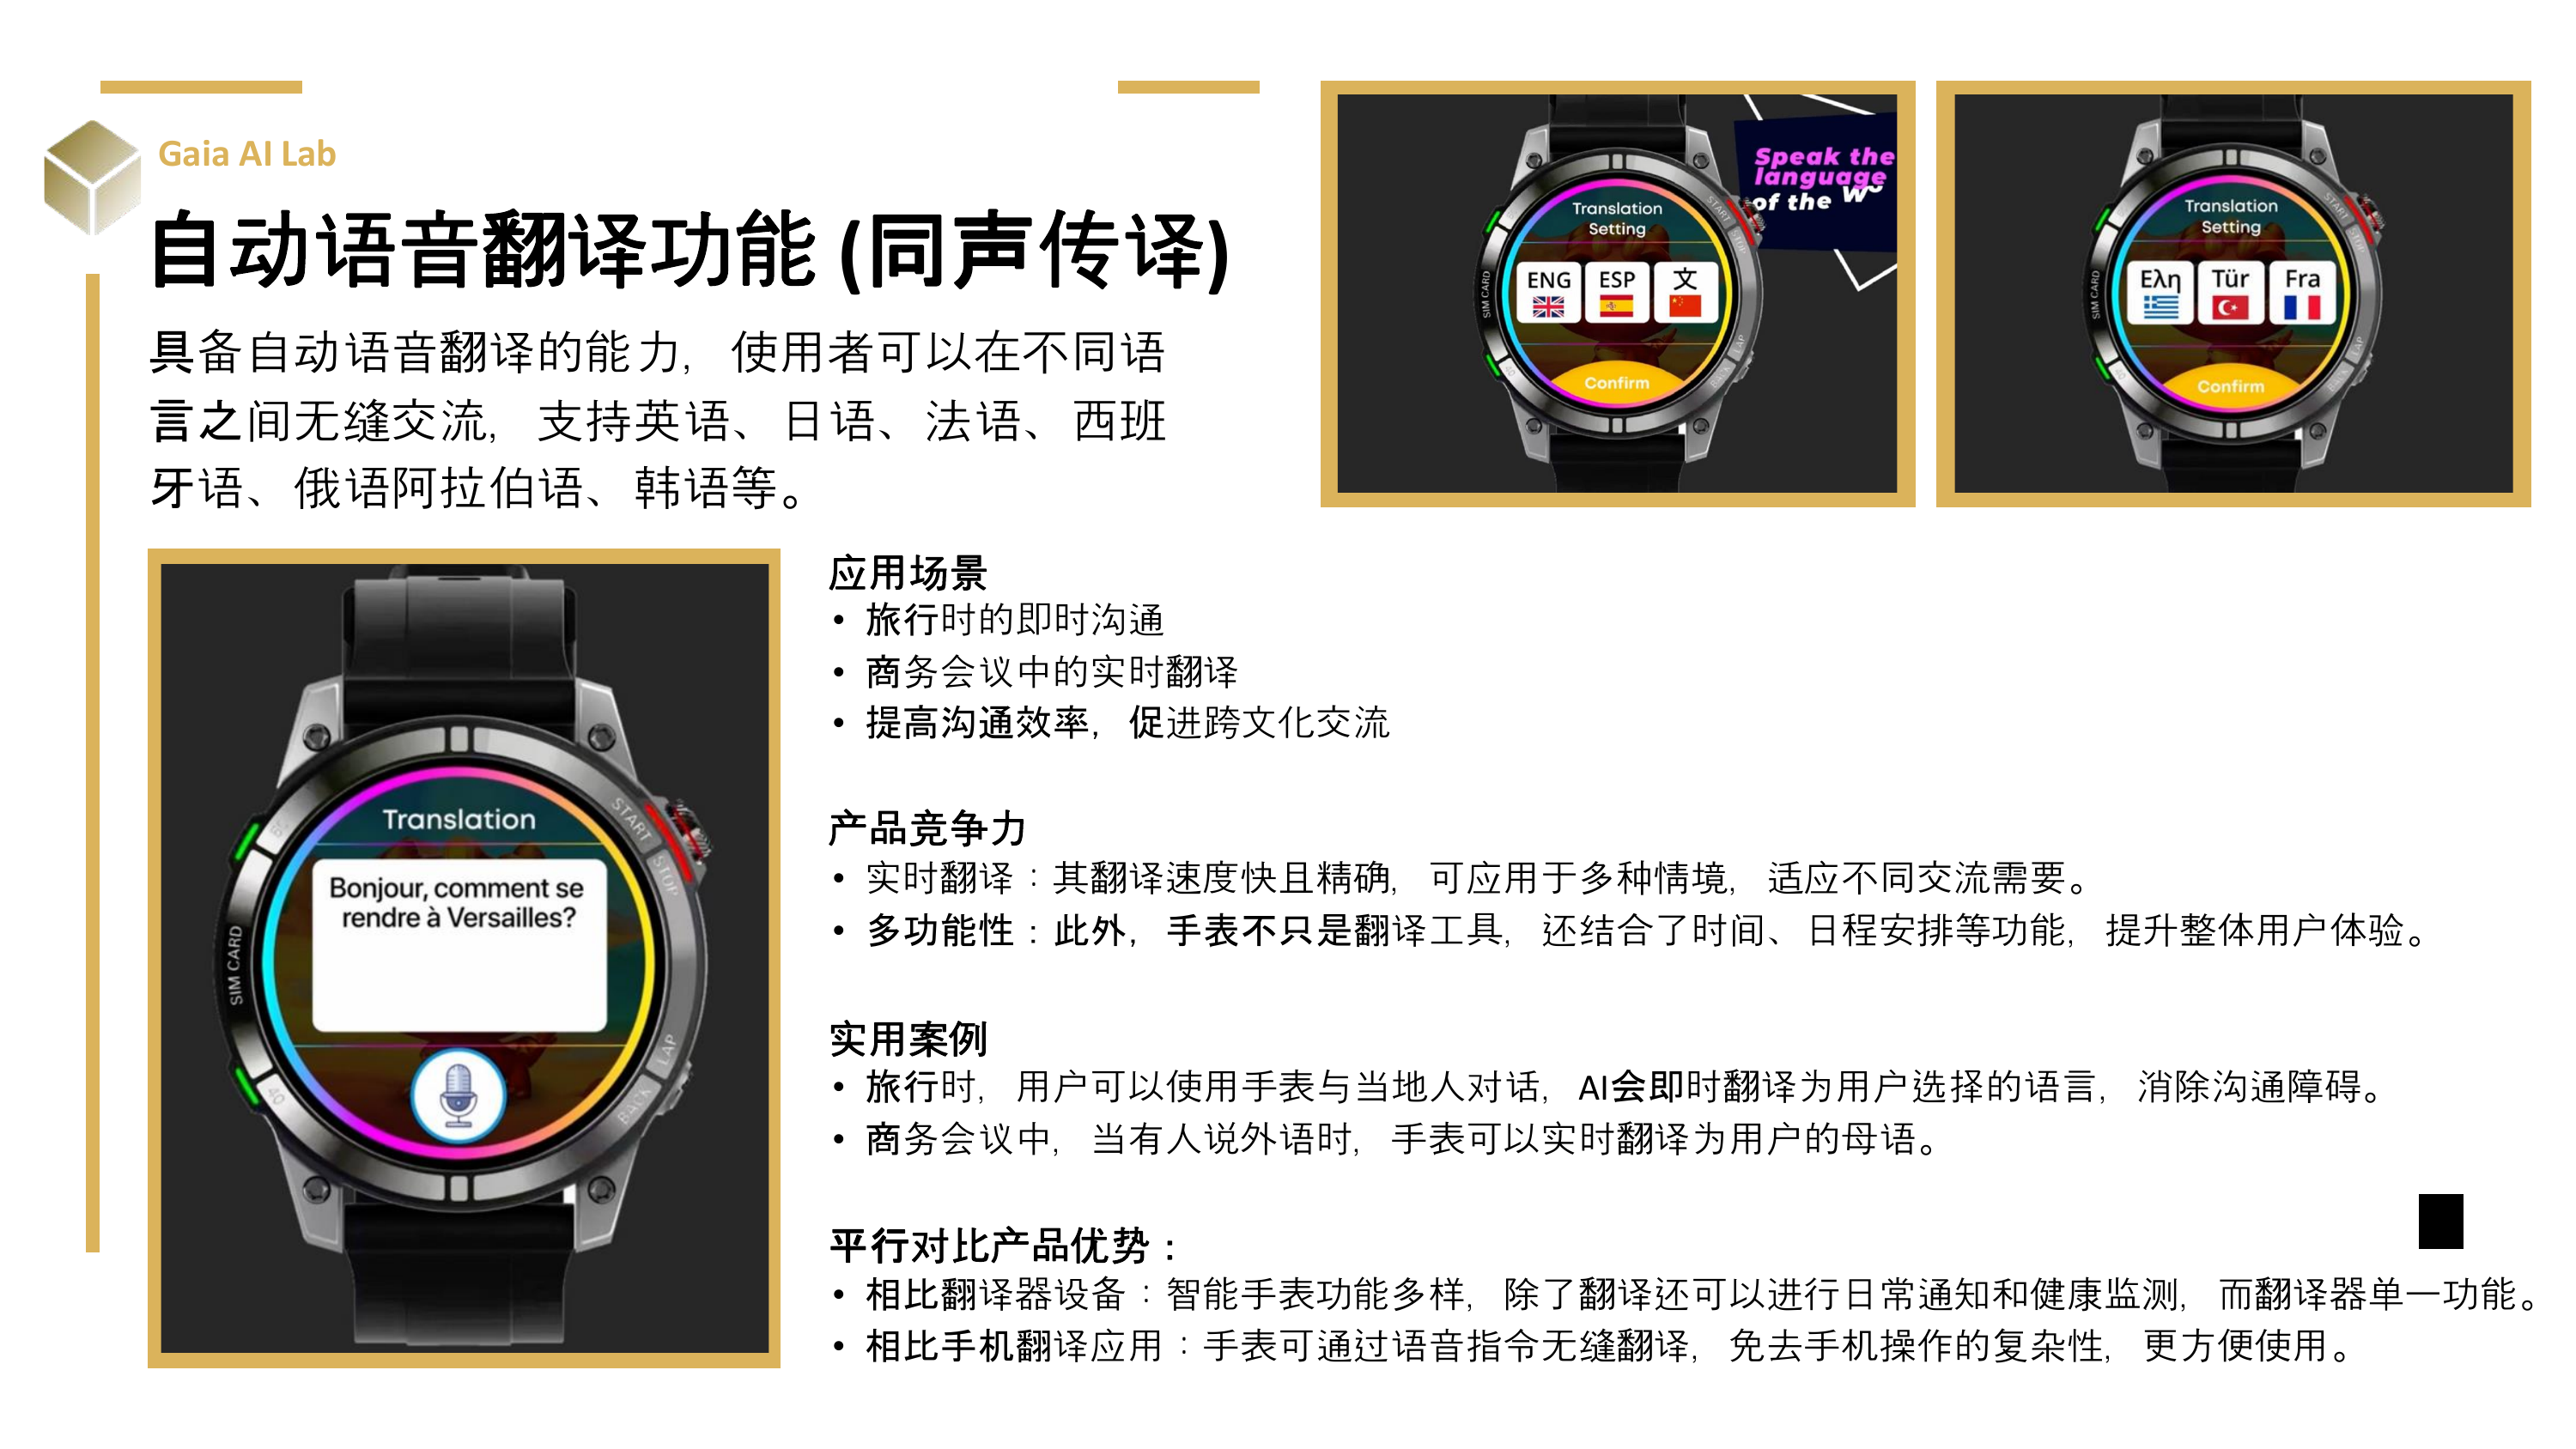 Gaia AI Lab
自动语音翻译功能 (同声传译)
具备自动语音翻译的能力，使用者可以在不同语
言之间无缝交流，支持英语、日语、法语、西班
牙语、俄语阿拉伯语、韩语等。
Speak the
language
of the
Translation
Setting
ENG ESP 文
Confirm
SIM CARD
START
STOP
LAP
BACK
40
Translation
Setting
Ελη Tür Fra
Confirm
SIM CARD
START
STOP
LAP
BACK
40
Translation
Bonjour, comment se
rendre à Versailles?
SIM CARD
START
STOP
LAP
BACK
40
应用场景
• 旅行时的即时沟通
• 商务会议中的实时翻译
• 提高沟通效率，促进跨文化交流
产品竞争力
• 实时翻译：其翻译速度快且精确，可应用于多种情境，适应不同交流需要。
• 多功能性：此外，手表不只是翻译工具，还结合了时间、日程安排等功能，提升整体用户体验。
实用案例
• 旅行时，用户可以使用手表与当地人对话，AI会即时翻译为用户选择的语言，消除沟通障碍。
• 商务会议中，当有人说外语时，手表可以实时翻译为用户的母语。
平行对比产品优势：
• 相比翻译器设备：智能手表功能多样，除了翻译还可以进行日常通知和健康监测，而翻译器单一功能。
• 相比手机翻译应用：手表可通过语音指令无缝翻译，免去手机操作的复杂性，更方便使用。